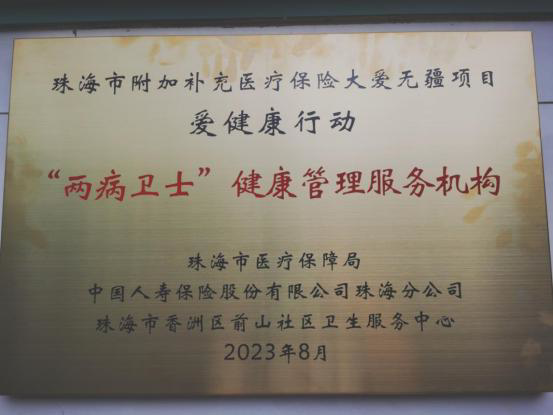 珠海市附加补充医疗保险大爱无疆项目
爱健康行动
“两病卫士”健康管理服务机构
珠海市医疗保障局
中国人寿保险股份有限公司珠海分公司
珠海市香洲区前山社区卫生服务中心
2023年8月